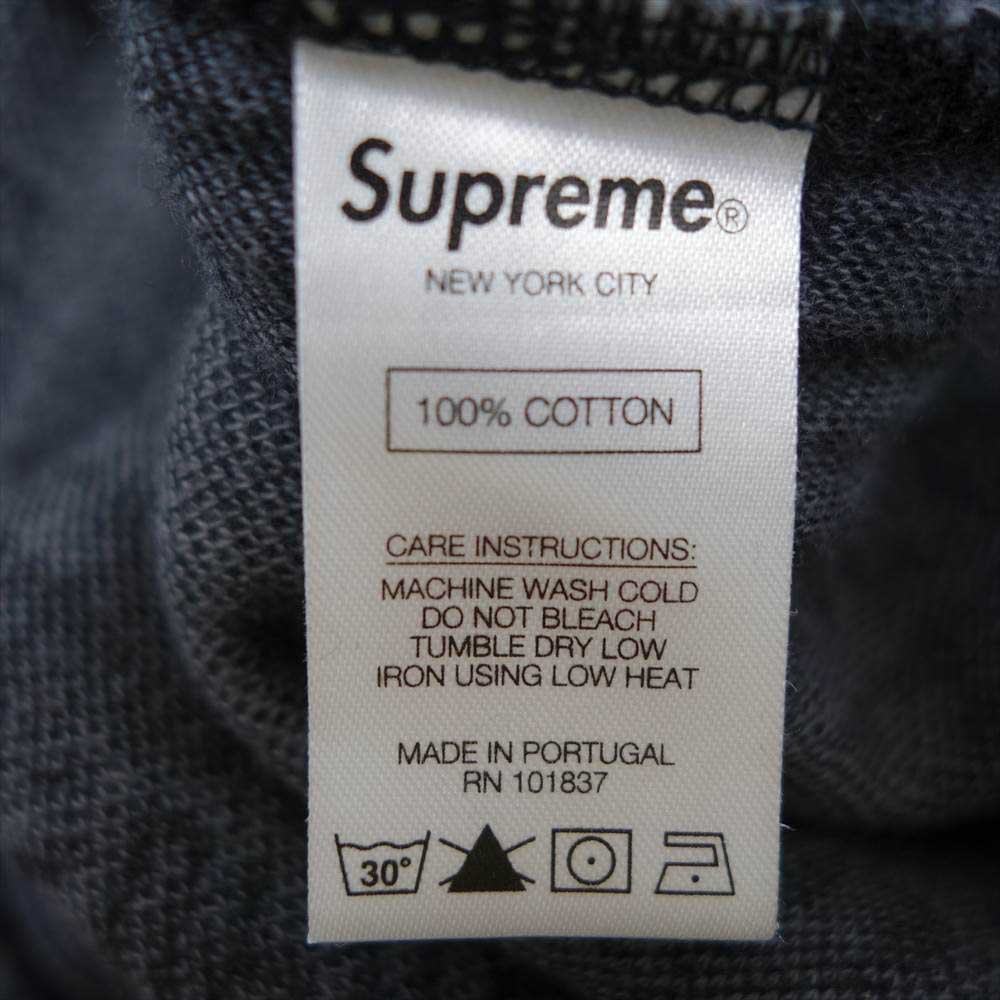 Supreme®
NEW YORK CITY
100% COTTON
CARE INSTRUCTIONS:
MACHINE WASH COLD
DO NOT BLEACH
TUMBLE DRY LOW
IRON USING LOW HEAT
MADE IN PORTUGAL
RN 101837
30°